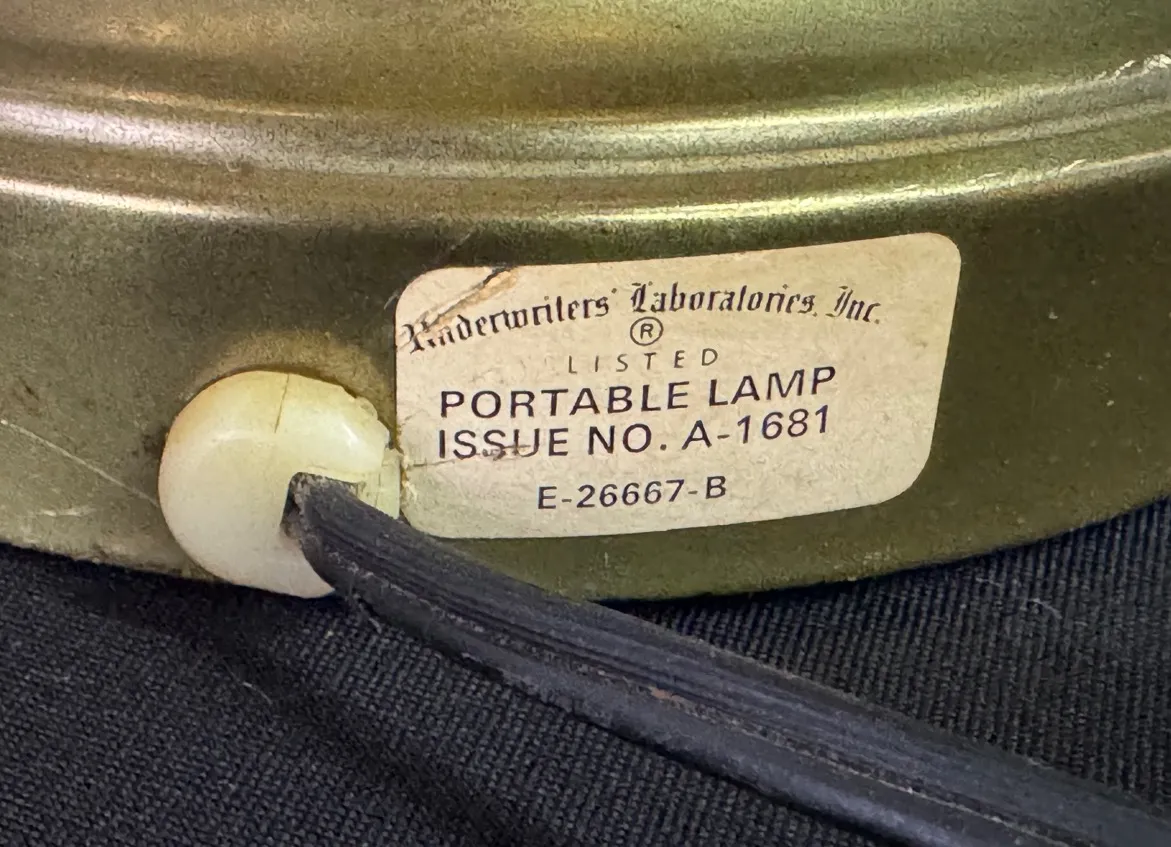 Underwriters' Laboratories, Inc.
®
LISTED
PORTABLE LAMP
ISSUE NO. A-1681
E-26667-B